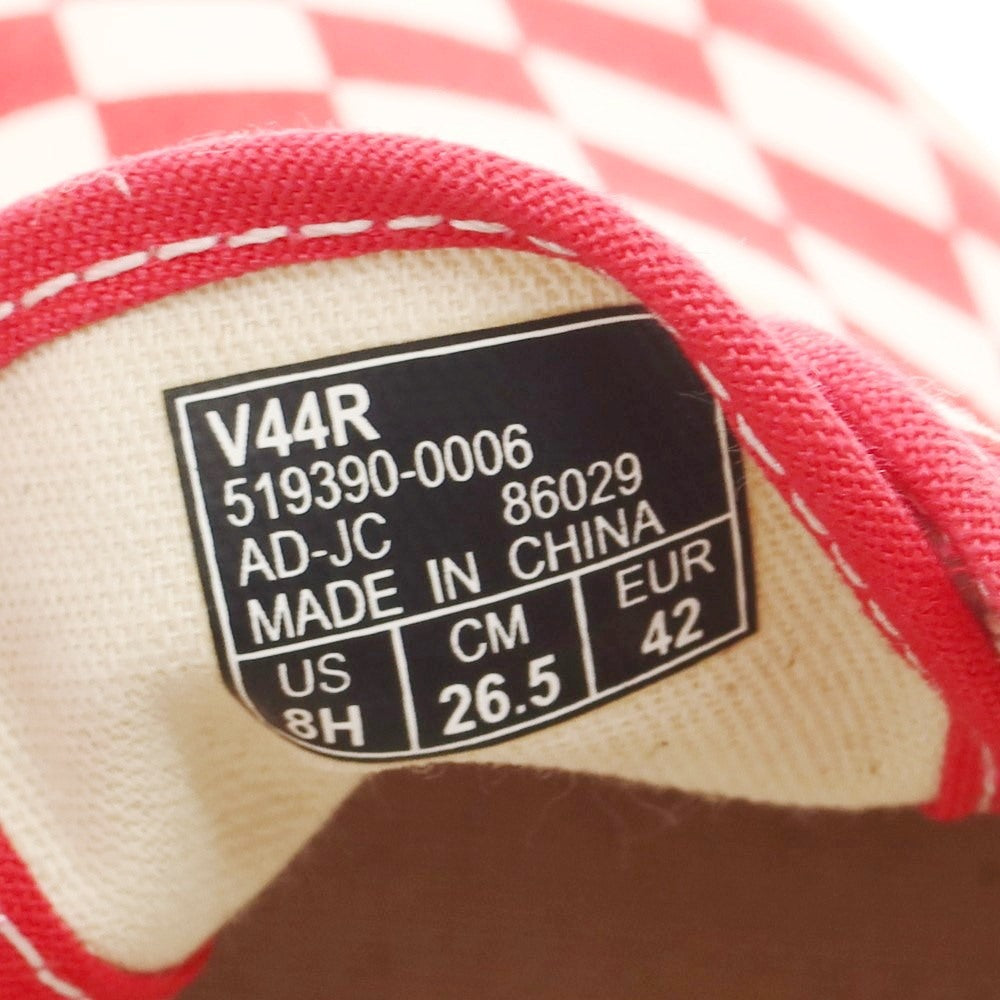 V44R
519390-0006
AD-JC 86029
MADE IN CHINA
US CM EUR
8H 26.5 42